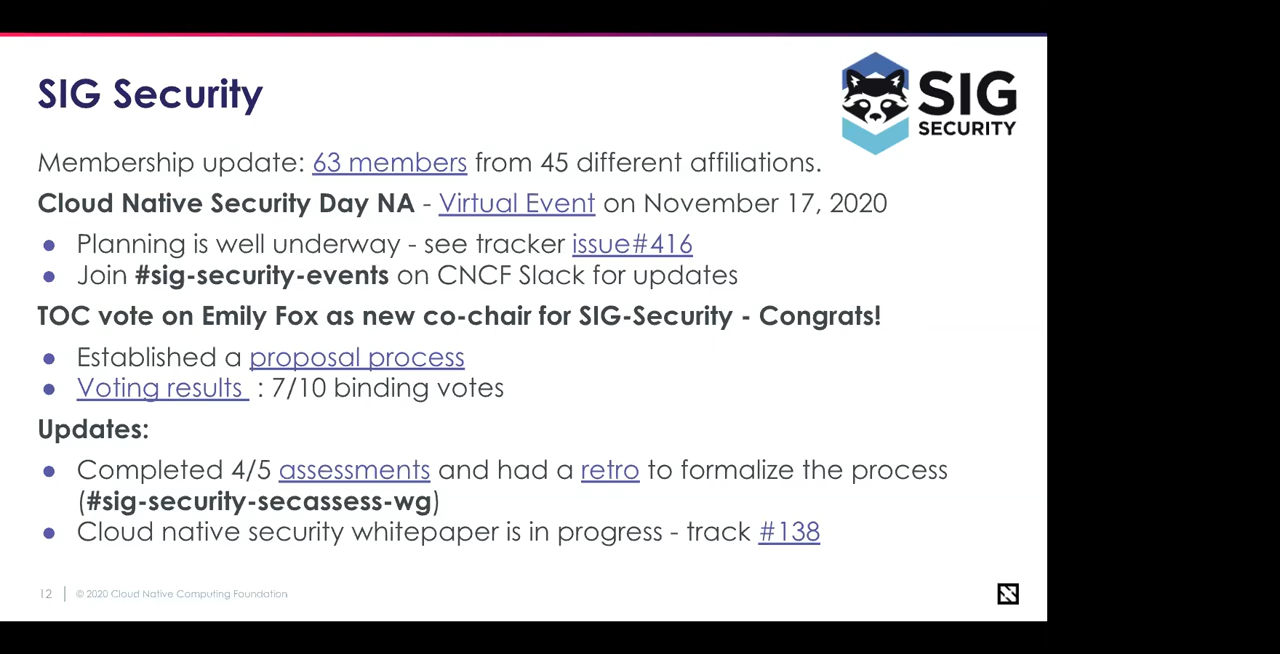 SIG Security
SIG
SECURITY
Membership update: 63 members from 45 different affiliations.
Cloud Native Security Day NA - Virtual Event on November 17, 2020
● Planning is well underway - see tracker issue#416
● Join #sig-security-events on CNCF Slack for updates
TOC vote on Emily Fox as new co-chair for SIG-Security - Congrats!
● Established a proposal process
● Voting results : 7/10 binding votes
Updates:
● Completed 4/5 assessments and had a retro to formalize the process
(#sig-security-secassess-wg)
● Cloud native security whitepaper is in progress - track #138
12 | © 2020 Cloud Native Computing Foundation